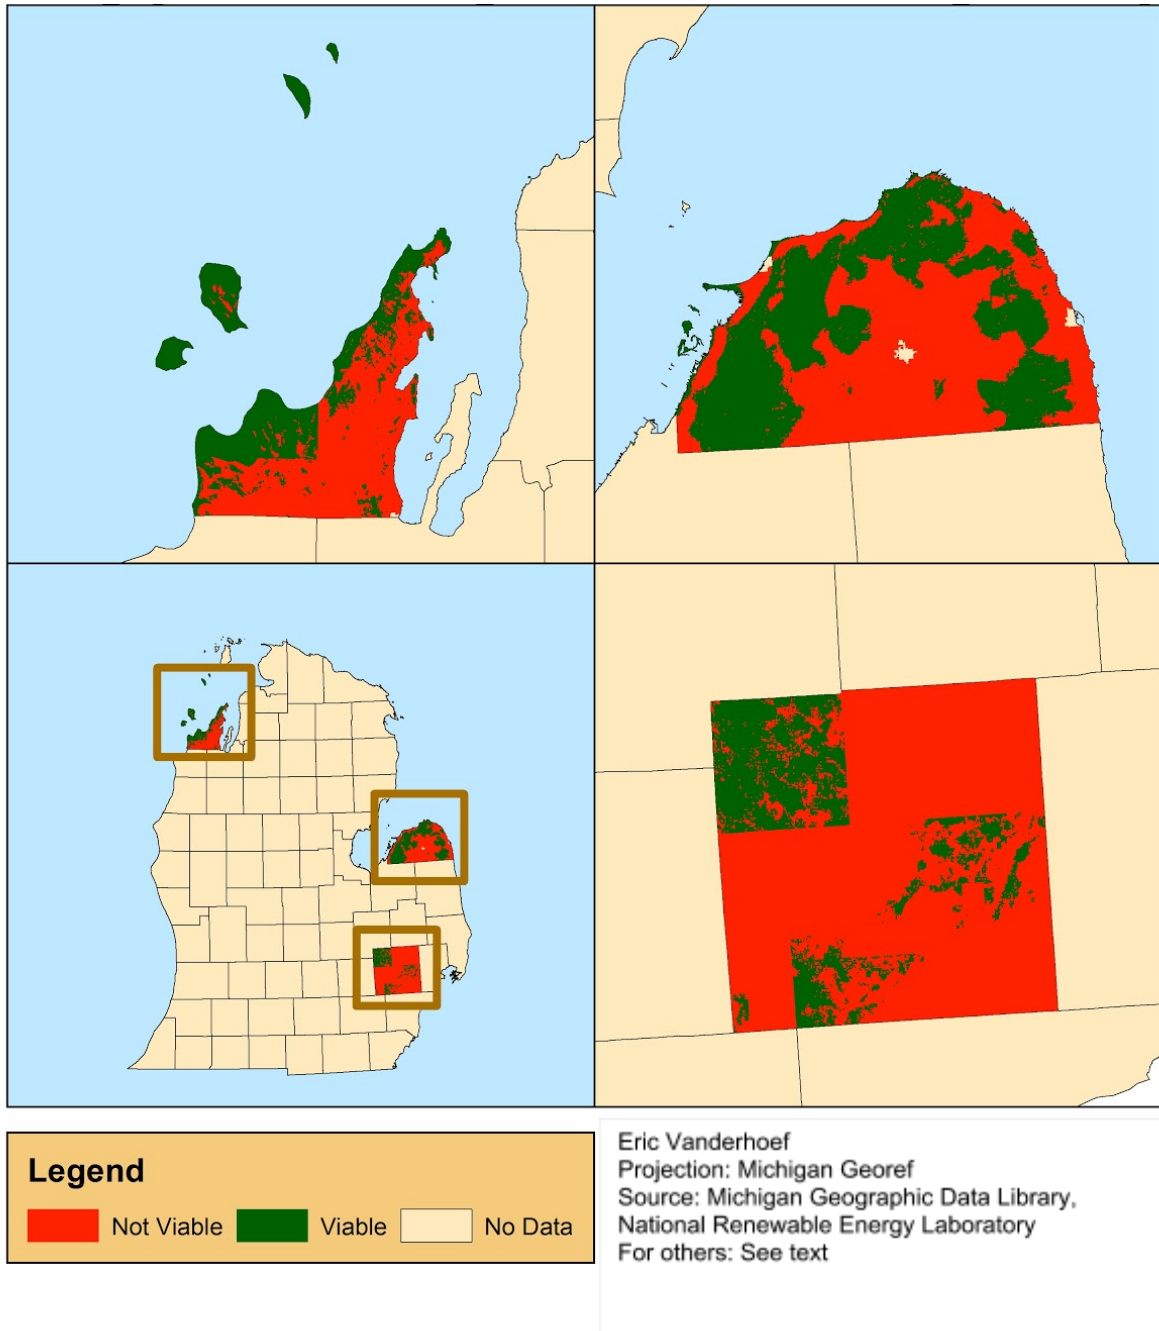 Legend
Not Viable
Viable
No Data
Eric Vanderhoef
Projection: Michigan Georef
Source: Michigan Geographic Data Library,
National Renewable Energy Laboratory
For others: See text